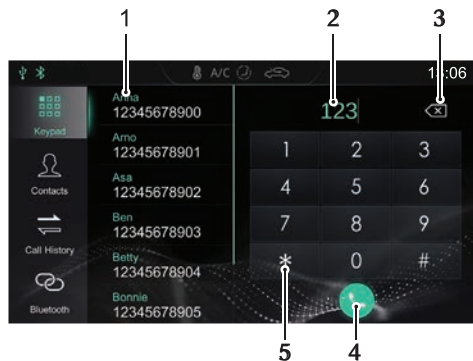 1
2
3
A/C
13:06
Keypad
Contacts
Call History
Bluetooth
Anna
12345678900
Arno
12345678901
Asa
12345678902
Ben
12345678903
Betty
12345678904
Bonnie
12345678905
123
1 2 3
4 5 6
7 8 9
* 0 #
5
4